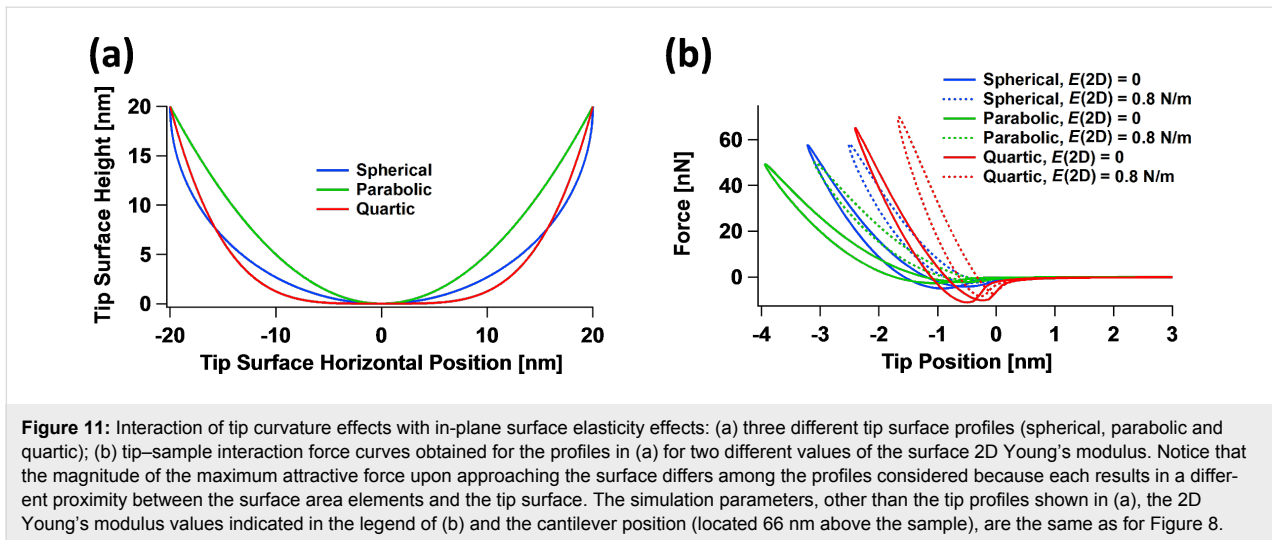 (a)
Tip Surface Height [nm]
20
15
10
5
0
Spherical
Parabolic
Quartic
-20
-10
0
10
20
Tip Surface Horizontal Position [nm]
(b)
Spherical, E(2D) = 0
Spherical, E(2D) = 0.8 N/m
Parabolic, E(2D) = 0
Parabolic, E(2D) = 0.8 N/m
Quartic, E(2D) = 0
Quartic, E(2D) = 0.8 N/m
Force [nN]
60
40
20
0
-4
-3
-2
-1
0
1
2
3
Tip Position [nm]
Figure 11: Interaction of tip curvature effects with in-plane surface elasticity effects: (a) three different tip surface profiles (spherical, parabolic and
quartic); (b) tip–sample interaction force curves obtained for the profiles in (a) for two different values of the surface 2D Young's modulus. Notice that
the magnitude of the maximum attractive force upon approaching the surface differs among the profiles considered because each results in a differ-
ent proximity between the surface area elements and the tip surface. The simulation parameters, other than the tip profiles shown in (a), the 2D
Young's modulus values indicated in the legend of (b) and the cantilever position (located 66 nm above the sample), are the same as for Figure 8.